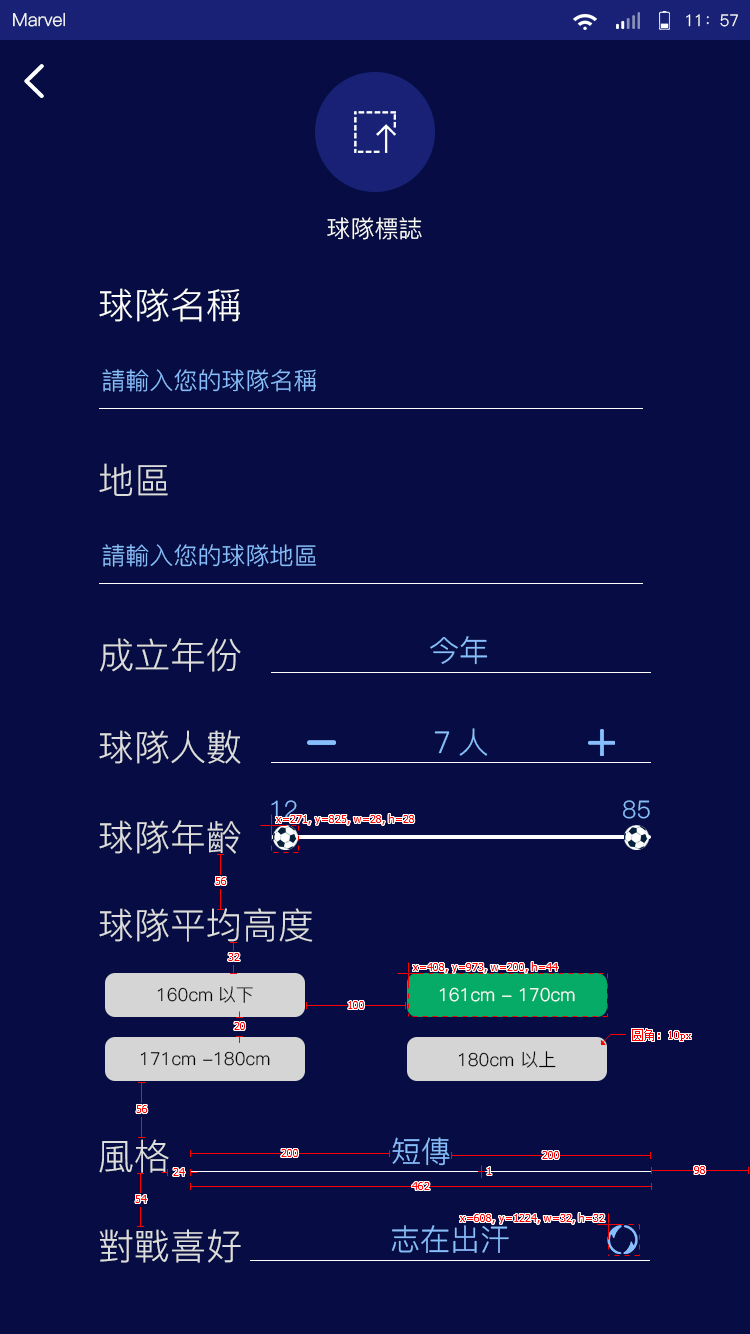 Marvel 11: 57
球隊標誌
球隊名稱
請輸入您的球隊名稱
地區
請輸入您的球隊地區
成立年份 今年
球隊人數 7 人
12 85
x=271, y=825, w=28, h=28
球隊年齡
56
球隊平均高度
32
x=408, y=973, w=200, h=44
160cm 以下 161cm – 170cm
100
20
圆角: 10px
171cm –180cm 180cm 以上
56
風格 200 短傳 200
24 1 98
462
54
x=608, y=1224, w=32, h=32
對戰喜好 志在出汗